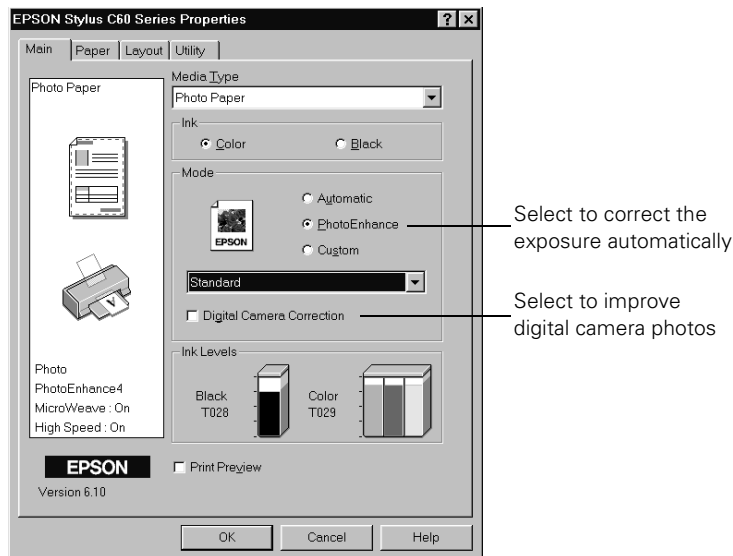 EPSON Stylus C60 Series Properties
? ×
Main
Paper
Layout
Utility
Photo Paper
Media Type
Photo Paper
Ink
Color
Black
Mode
EPSON
Automatic
PhotoEnhance
Custom
Select to correct the
exposure automatically
Standard
Digital Camera Correction
Select to improve
digital camera photos
Ink Levels
Black
T028
Color
T029
Photo
PhotoEnhance4
MicroWeave : On
High Speed : On
EPSON
Version 6.10
Print Preview
OK
Cancel
Help